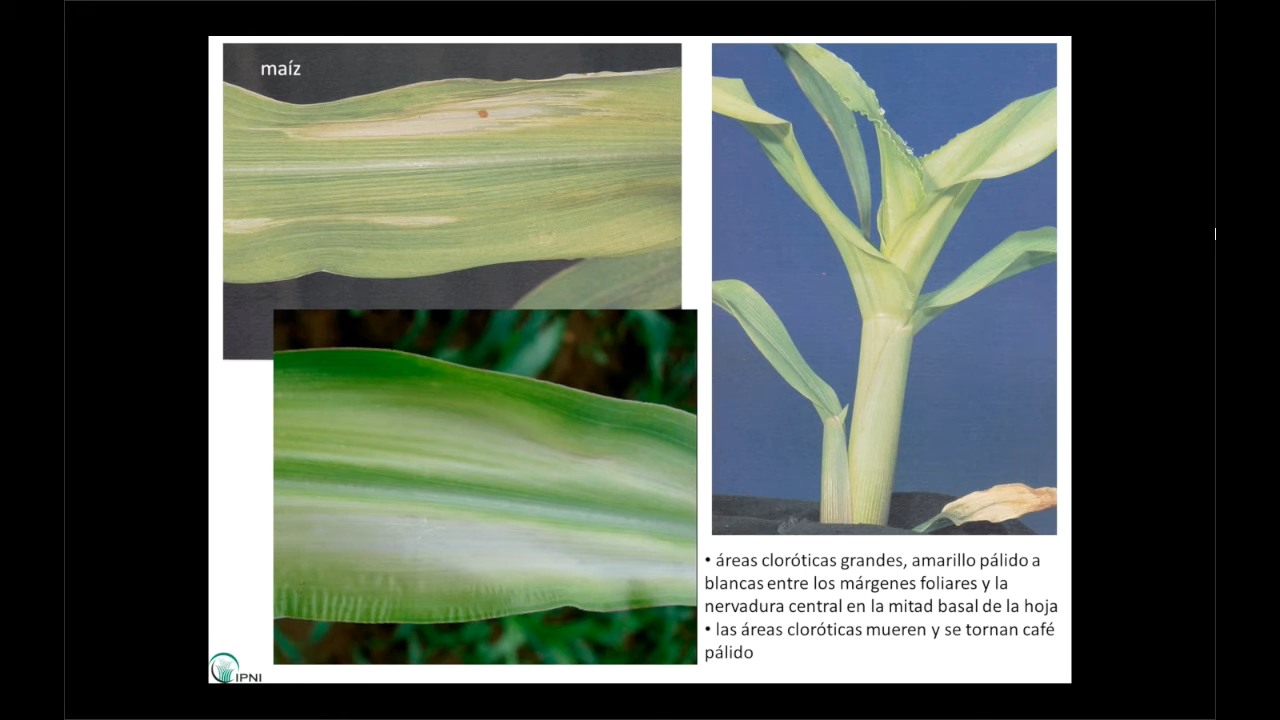 maíz
• áreas cloróticas grandes, amarillo pálido a
blancas entre los márgenes foliares y la
nervadura central en la mitad basal de la hoja
• las áreas cloróticas mueren y se tornan café
pálido
IPNI